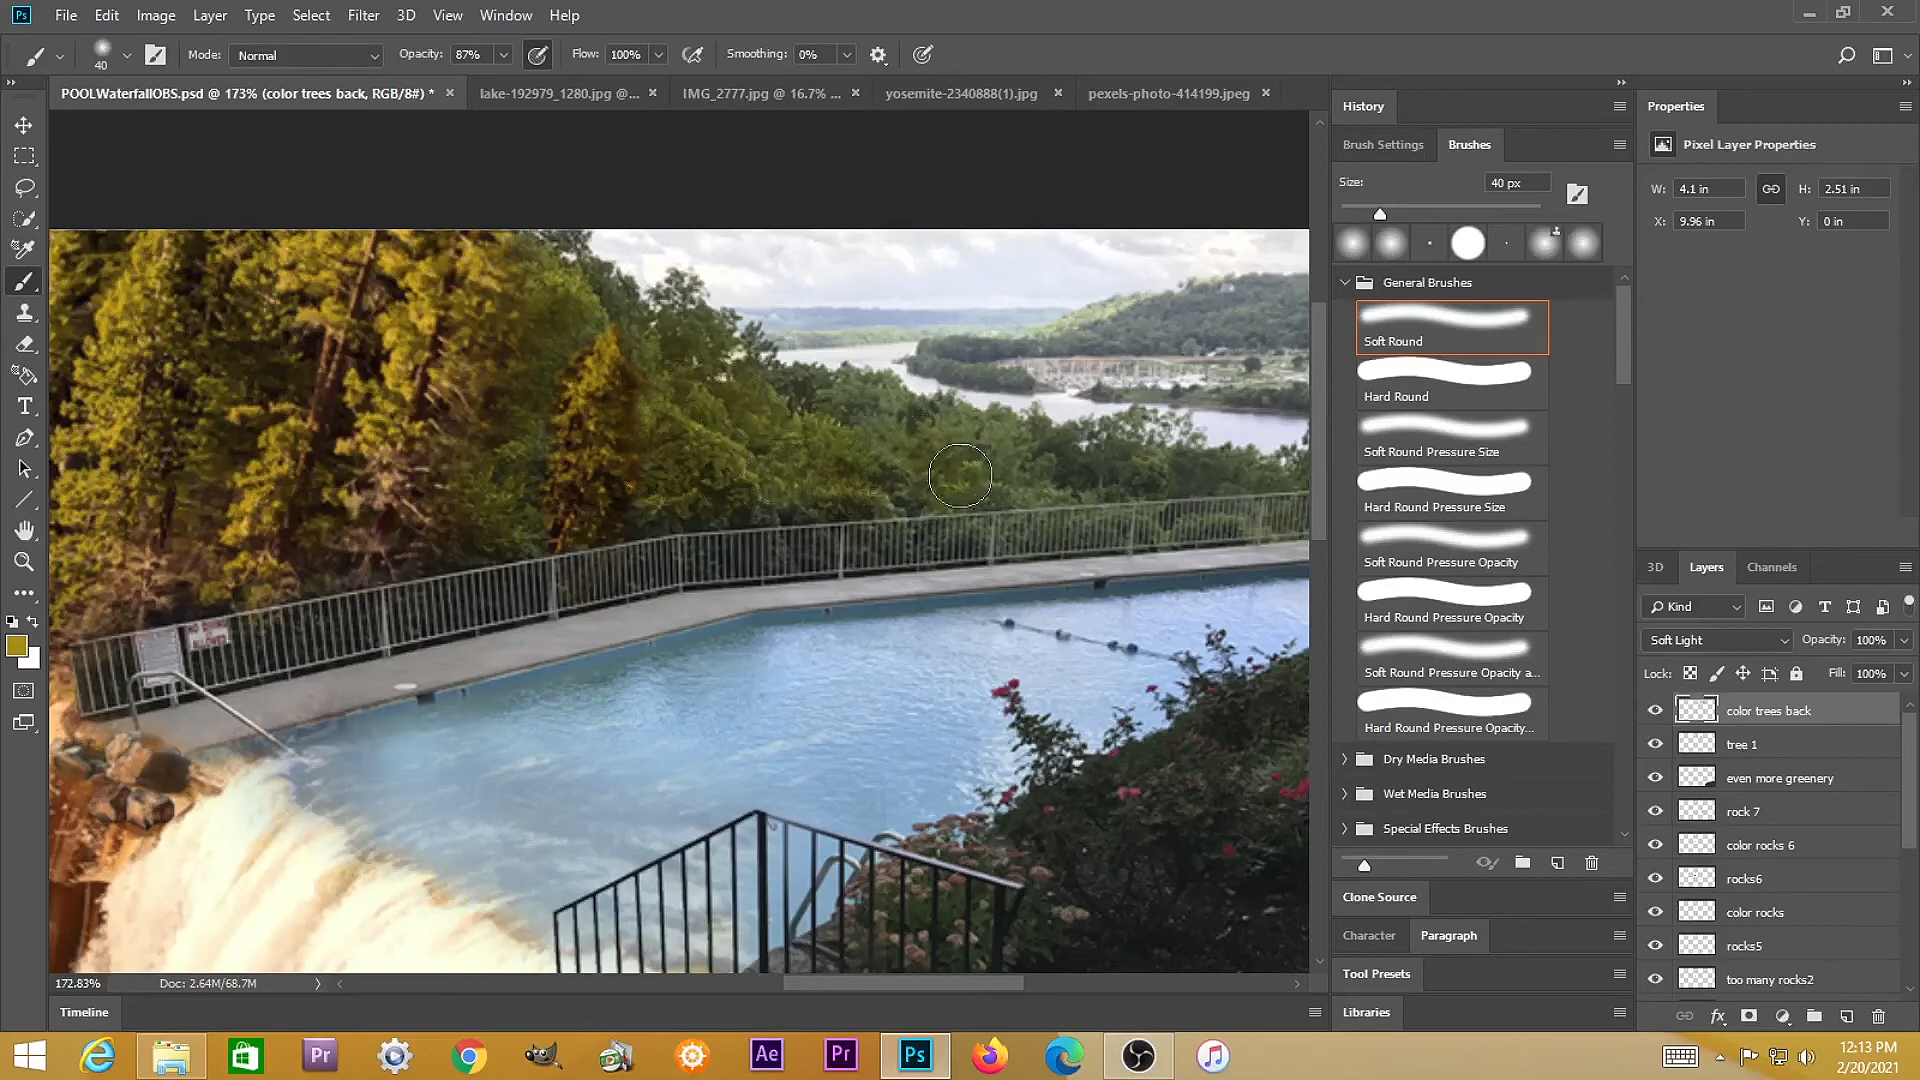 Ps File Edit Image Layer Type Select Filter 3D View Window Help
40 Mode: Normal Opacity: 87% Flow: 100% Smoothing: 0%
POOLWaterfallOBS.psd @ 173% (color trees back, RGB/8#) * lake-192979_1280.jpg @... IMG_2777.jpg @ 16.7% ... yosemite-2340888(1).jpg pexels-photo-414199.jpeg
History
Brush Settings Brushes
Size: 40 px
General Brushes
Soft Round
Hard Round
Soft Round Pressure Size
Hard Round Pressure Size
Soft Round Pressure Opacity
Hard Round Pressure Opacity
Soft Round Pressure Opacity a...
Hard Round Pressure Opacity...
Dry Media Brushes
Wet Media Brushes
Special Effects Brushes
Clone Source
Character Paragraph
Tool Presets
Libraries
Properties
Pixel Layer Properties
W: 4.1 in H: 2.51 in
X: 9.96 in Y: 0 in
3D Layers Channels
Kind
Soft Light Opacity: 100%
Lock: Fill: 100%
color trees back
tree 1
even more greenery
rock 7
color rocks 6
rocks6
color rocks
rocks5
too many rocks2
fx
172.83% Doc: 2.64M/68.7M
Timeline
Pr Ae Pr Ps
12:13 PM
2/20/2021